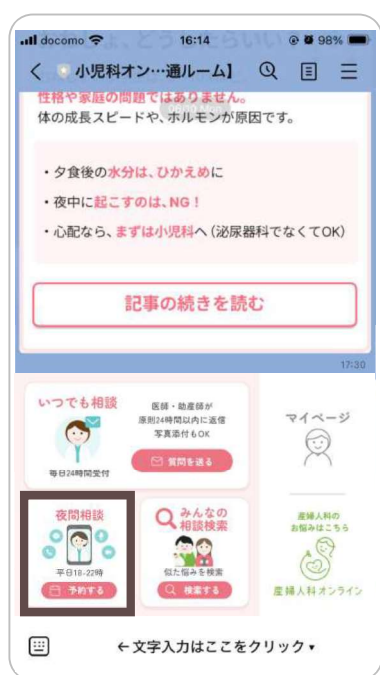 docomo 16:14 98%
小児科オン…通ルーム】
性格や家庭の問題ではありません。
体の成長スピードや、ホルモンが原因です。
・夕食後の水分は、ひかえめに
・夜中に起こすのは、NG！
・心配なら、まずは小児科へ（泌尿器科でなくてOK）
記事の続きを読む
17:30
いつでも相談
医師・助産師が
原則24時間以内に返信
写真添付もOK
毎日24時間受付
質問を送る
マイページ
夜間相談
平日18-22時
予約する
みんなの
相談検索
似た悩みを検索
検索する
産婦人科の
お悩みはこちら
産婦人科オンライン
←文字入力はここをクリック▼